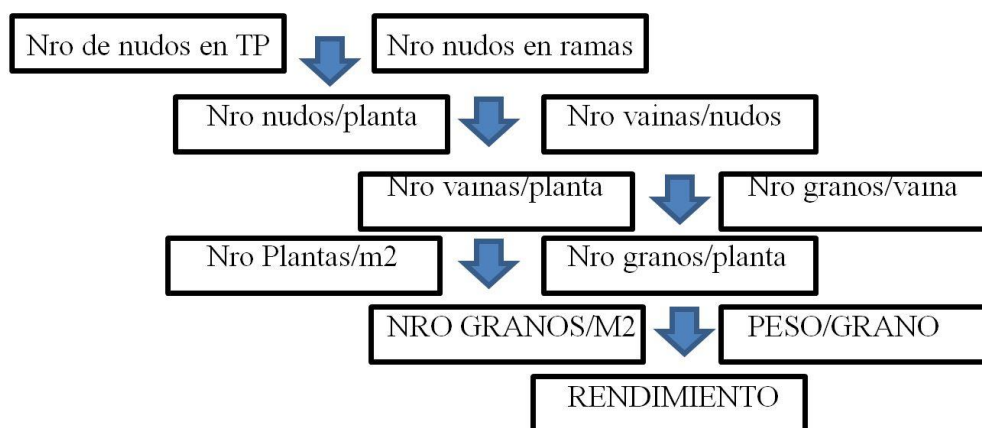 Nro de nudos en TP
Nro nudos en ramas
Nro nudos/planta
Nro vainas/nudos
Nro vainas/planta
Nro granos/vaina
Nro Plantas/m2
Nro granos/planta
NRO GRANOS/M2
PESO/GRANO
RENDIMIENTO